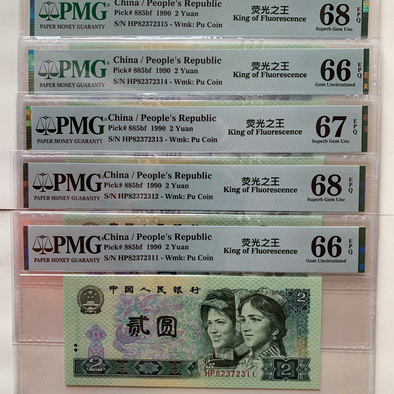 PMG
PAPER MONEY GUARANTY
China / People's Republic
Pick# 885bf 1990 2 Yuan
S/N HP82372315 - Wmk: Pu Coin
荧光之王
King of Fluorescence
68 EPQ
Superb Gem Unc
PMG
PAPER MONEY GUARANTY
China / People's Republic
Pick# 885bf 1990 2 Yuan
S/N HP82372314 - Wmk: Pu Coin
荧光之王
King of Fluorescence
66 EPQ
Gem Uncirculated
PMG
PAPER MONEY GUARANTY
China / People's Republic
Pick# 885bf 1990 2 Yuan
S/N HP82372313 - Wmk: Pu Coin
荧光之王
King of Fluorescence
67 EPQ
Superb Gem Unc
PMG
PAPER MONEY GUARANTY
China / People's Republic
Pick# 885bf 1990 2 Yuan
S/N HP82372312 - Wmk: Pu Coin
荧光之王
King of Fluorescence
68 EPQ
Superb Gem Unc
PMG
PAPER MONEY GUARANTY
China / People's Republic
Pick# 885bf 1990 2 Yuan
S/N HP82372311 - Wmk: Pu Coin
荧光之王
King of Fluorescence
66 EPQ
Gem Uncirculated
中国人民银行
2
贰圆
HP82372311
2
2